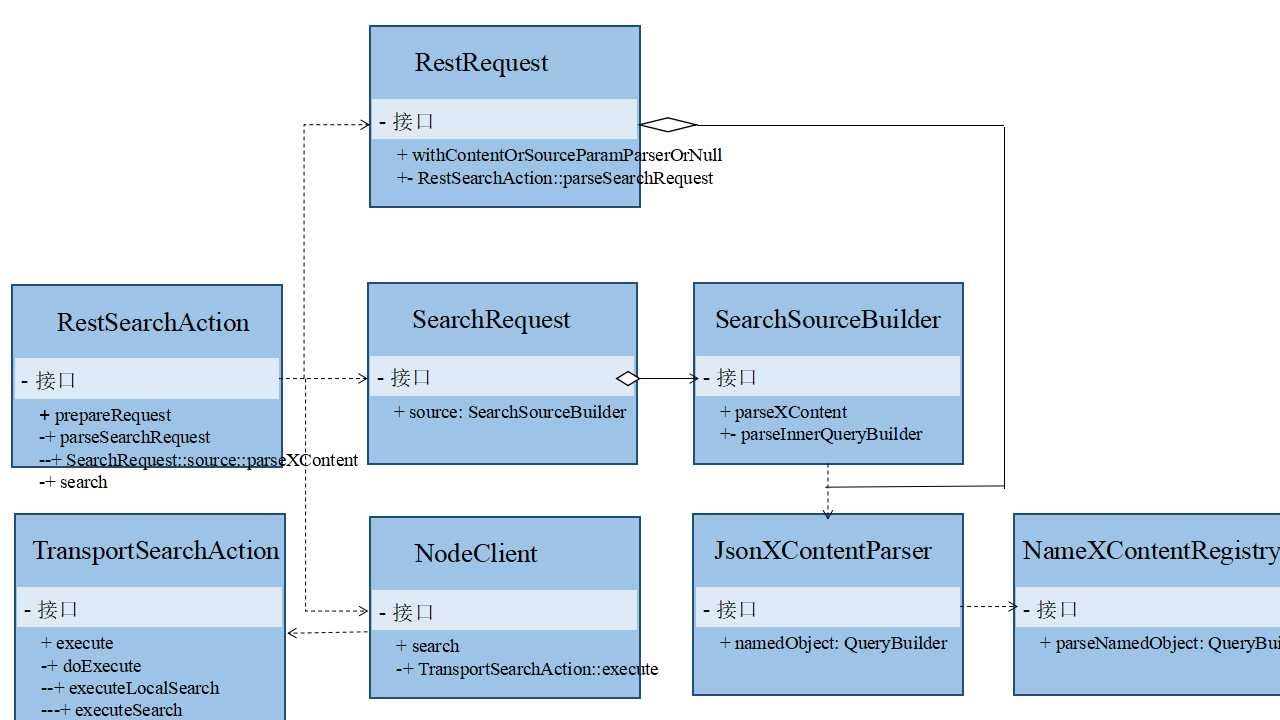 RestRequest
- 接口
+ withContentOrSourceParamParserOrNull
+- RestSearchAction::parseSearchRequest
RestSearchAction
- 接口
+ prepareRequest
-+ parseSearchRequest
--+ SearchRequest::source::parseXContent
-+ search
SearchRequest
- 接口
+ source: SearchSourceBuilder
SearchSourceBuilder
- 接口
+ parseXContent
+- parseInnerQueryBuilder
TransportSearchAction
- 接口
+ execute
-+ doExecute
--+ executeLocalSearch
---+ executeSearch
NodeClient
- 接口
+ search
-+ TransportSearchAction::execute
JsonXContentParser
- 接口
+ namedObject: QueryBuilder
NameXContentRegistry
- 接口
+ parseNamedObject: QueryBui